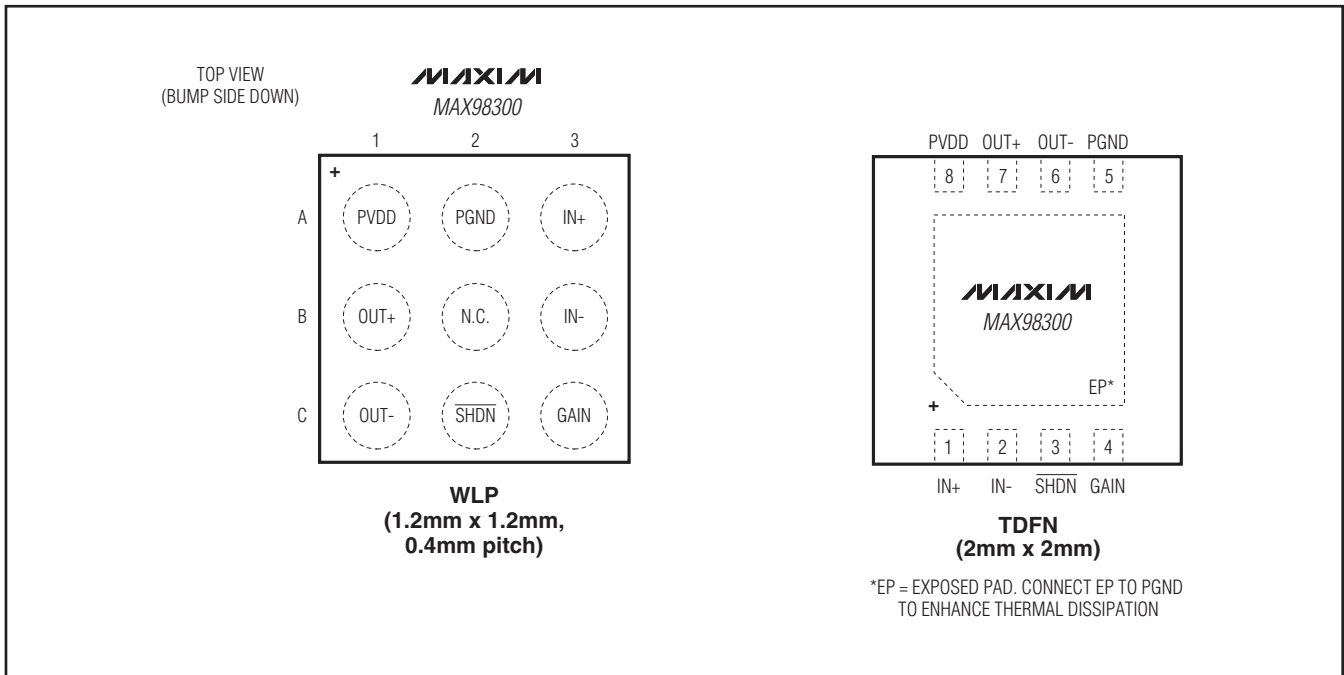 TOP VIEW
(BUMP SIDE DOWN)
MAXIM
MAX98300
1 2 3
+
A PVDD PGND IN+
B OUT+ N.C. IN-
C OUT- SHDN GAIN
WLP
(1.2mm x 1.2mm,
0.4mm pitch)
PVDD OUT+ OUT- PGND
8 7 6 5
MAXIM
MAX98300
EP*
+
1 2 3 4
IN+ IN- SHDN GAIN
TDFN
(2mm x 2mm)
*EP = EXPOSED PAD. CONNECT EP TO PGND
TO ENHANCE THERMAL DISSIPATION